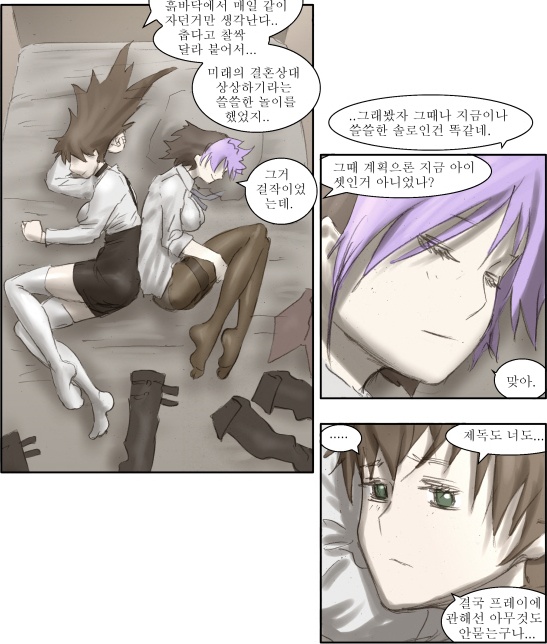 흙바닥에서 매일 같이
자던거만 생각난다..
춥다고 찰싹
달라 붙어서...
미래의 결혼상대
상상하기라는
쓸쓸한 놀이를
했었지..
그거
걸작이었
는데.
..그래봤자 그때나 지금이나
쓸쓸한 솔로인건 똑같네.
그때 계획으론 지금 아이
셋인거 아니었나?
맞아.
.....
제독도 너도...
결국 프레이에
관해선 아무것도
안묻는구나...